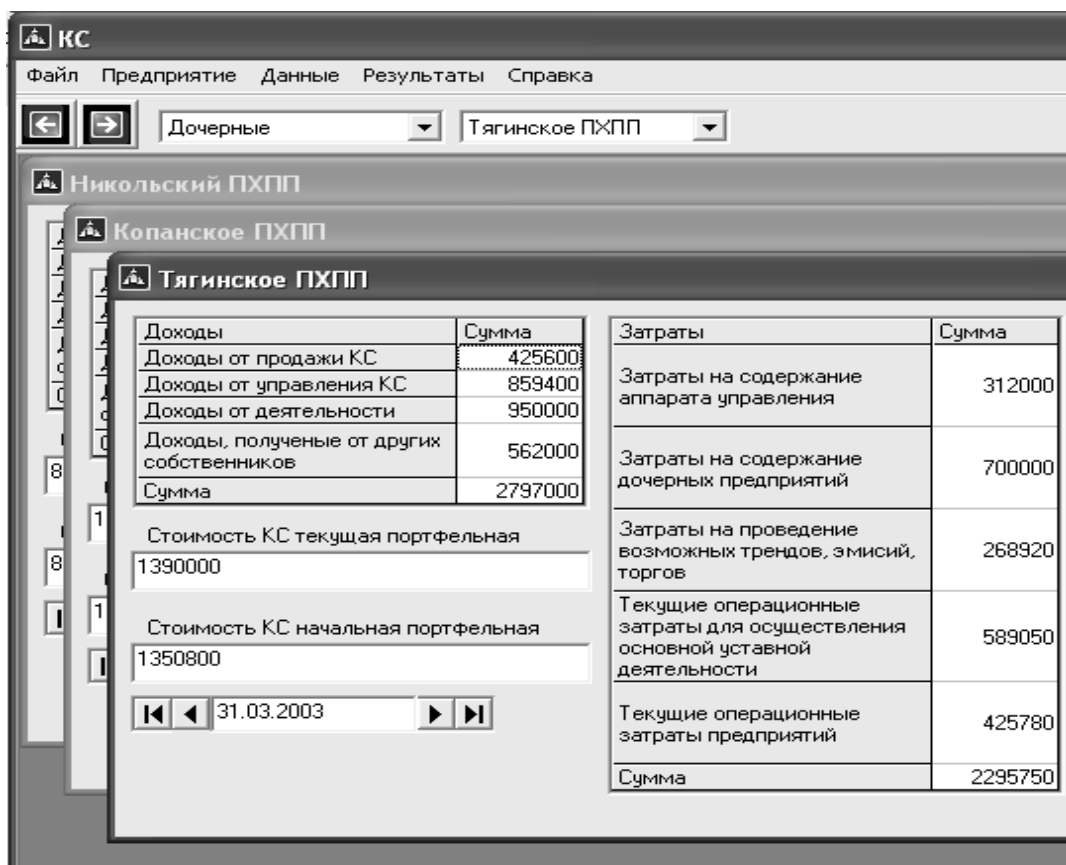 КС
Файл Предприятие Данные Результаты Справка
Дочерные Тягинское ПХПП
Никольский ПХПП
Копанское ПХПП
Тягинское ПХПП
Доходы Сумма
Доходы от продажи КС 425600
Доходы от управления КС 859400
Доходы от деятельности 950000
Доходы, полученые от других
собственников 562000
Сумма 2797000
Стоимость КС текущая портфельная
1390000
Стоимость КС начальная портфельная
1350800
31.03.2003
Затраты Сумма
Затраты на содержание
аппарата управления 312000
Затраты на содержание
дочерных предприятий 700000
Затраты на проведение
возможных трендов, эмисий,
торгов 268920
Текущие операционные
затраты для осуществления
основной уставной
деятельности 589050
Текущие операционные
затраты предприятий 425780
Сумма 2295750